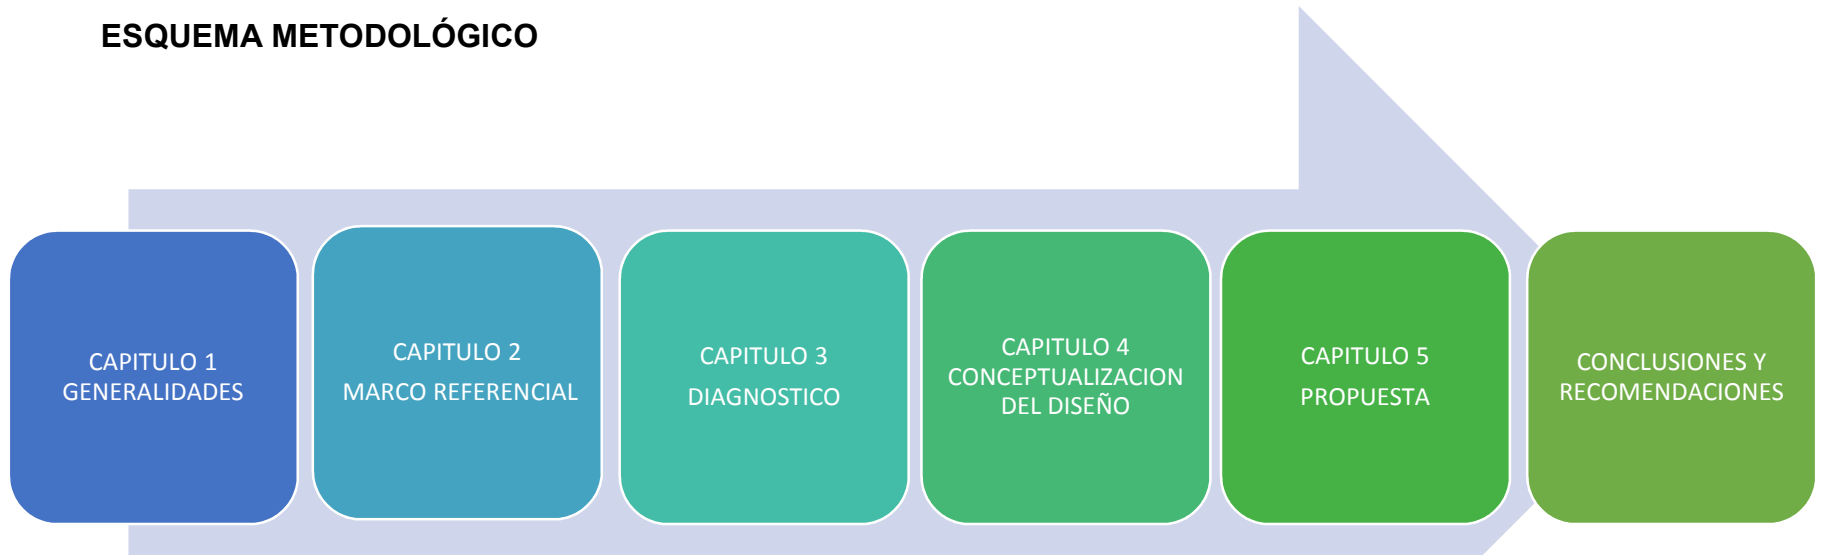 ESQUEMA METODOLÓGICO
CAPITULO 1
GENERALIDADES
CAPITULO 2
MARCO REFERENCIAL
CAPITULO 3
DIAGNOSTICO
CAPITULO 4
CONCEPTUALIZACION
DEL DISEÑO
CAPITULO 5
PROPUESTA
CONCLUSIONES Y
RECOMENDACIONES